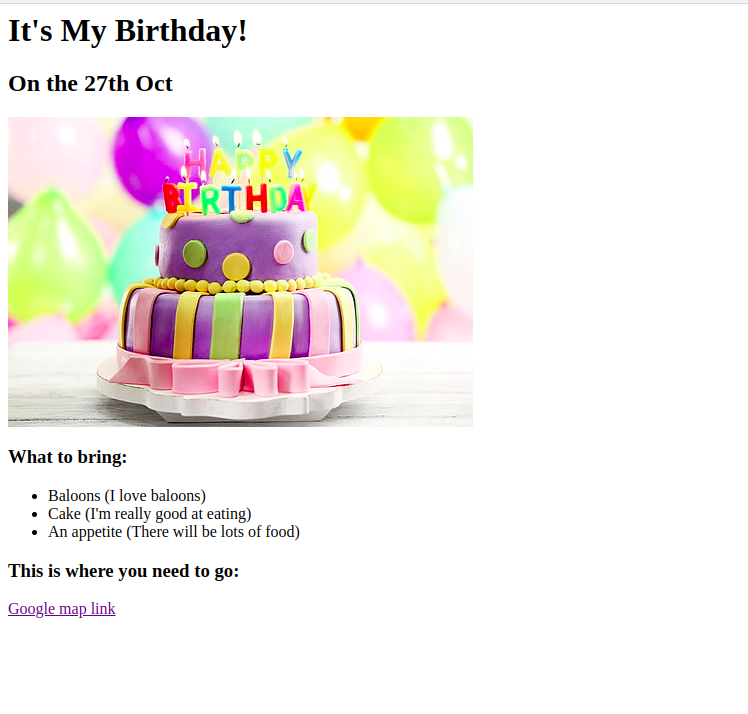 It's My Birthday!
On the 27th Oct
HAPPY
BIRTHDAY
What to bring:
Baloons (I love baloons)
Cake (I'm really good at eating)
An appetite (There will be lots of food)
This is where you need to go:
Google map link